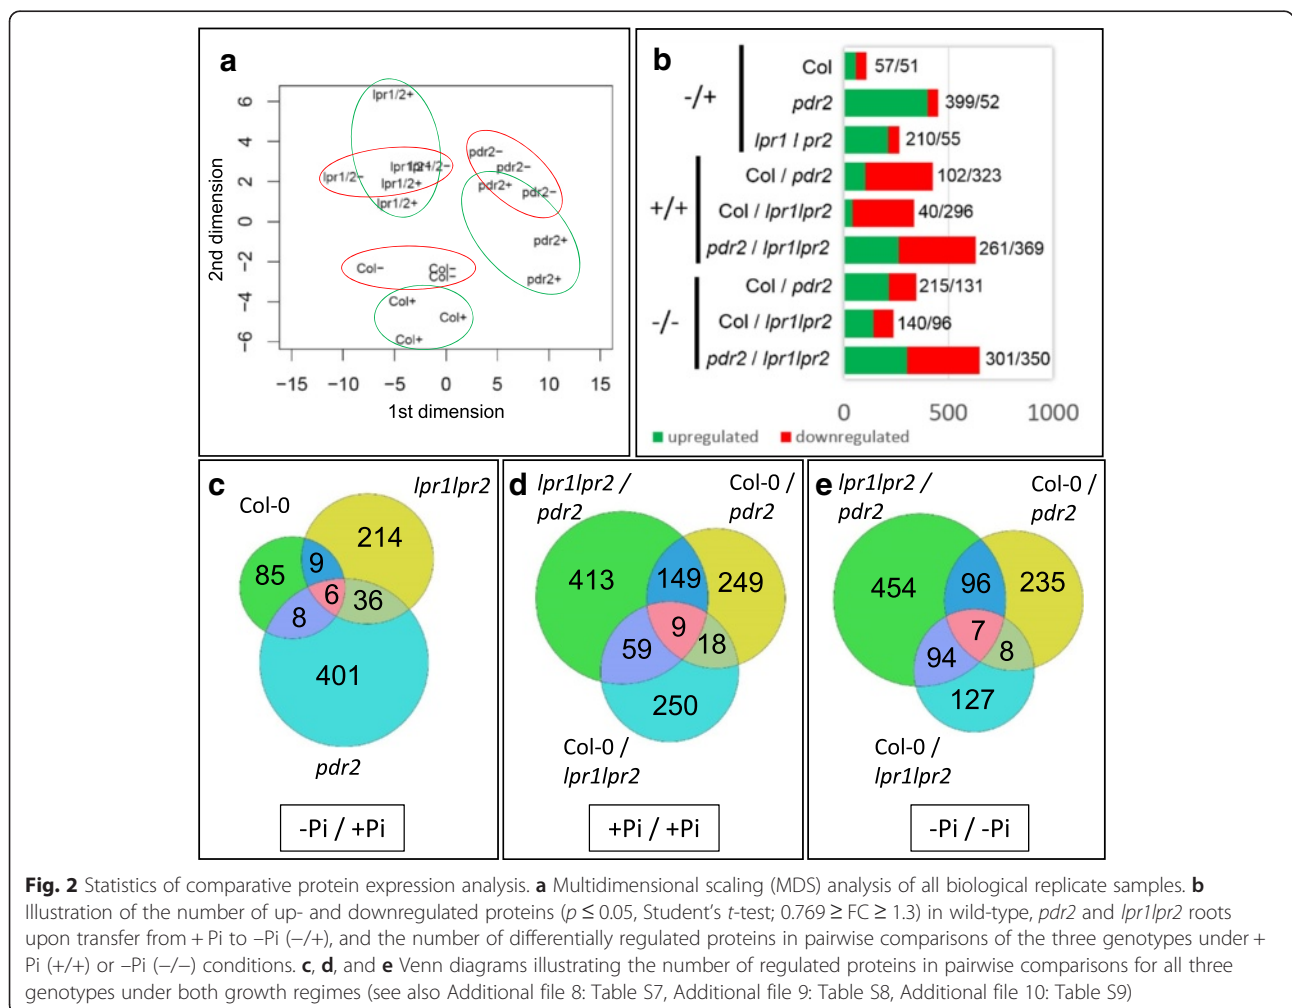 a
6
4
2
0
−2
−4
−6
2nd dimension
lpr1/2+
lpr1/2−
lpr1/2−
lpr1/2+
lpr1/2+
pdr2−
pdr2−
pdr2+
pdr2−
pdr2+
pdr2+
Col−
Col−
Col−
Col+
Col+
Col+
−15 −10 −5 0 5 10 15
1st dimension
b
-/+
Col 57/51
pdr2 399/52
lpr1 l pr2 210/55
+/+
Col / pdr2 102/323
Col / lpr1lpr2 40/296
pdr2 / lpr1lpr2 261/369
-/-
Col / pdr2 215/131
Col / lpr1lpr2 140/96
pdr2 / lpr1lpr2 301/350
0 500 1000
upregulated downregulated
c
Col-0
lpr1lpr2
85 9 214
8 6 36
401
pdr2
-Pi / +Pi
d
lpr1lpr2 /
pdr2
Col-0 /
pdr2
413 149 249
59 9 18
250
Col-0 /
lpr1lpr2
+Pi / +Pi
e
lpr1lpr2 /
pdr2
Col-0 /
pdr2
454 96 235
94 7 8
127
Col-0 /
lpr1lpr2
-Pi / -Pi
Fig. 2 Statistics of comparative protein expression analysis. a Multidimensional scaling (MDS) analysis of all biological replicate samples. b
Illustration of the number of up- and downregulated proteins (p ≤ 0.05, Student's t-test; 0.769 ≥ FC ≥ 1.3) in wild-type, pdr2 and lpr1lpr2 roots
upon transfer from + Pi to –Pi (−/+), and the number of differentially regulated proteins in pairwise comparisons of the three genotypes under +
Pi (+/+) or –Pi (−/−) conditions. c, d, and e Venn diagrams illustrating the number of regulated proteins in pairwise comparisons for all three
genotypes under both growth regimes (see also Additional file 8: Table S7, Additional file 9: Table S8, Additional file 10: Table S9)